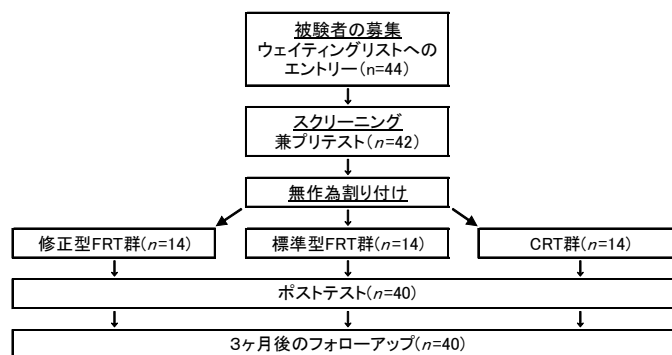 被験者の募集
ウェイティングリストへの
エントリー(n=44)
スクリーニング
兼プリテスト(n=42)
無作為割り付け
修正型FRT群(n=14)
標準型FRT群(n=14)
CRT群(n=14)
ポストテスト(n=40)
3ヶ月後のフォローアップ(n=40)